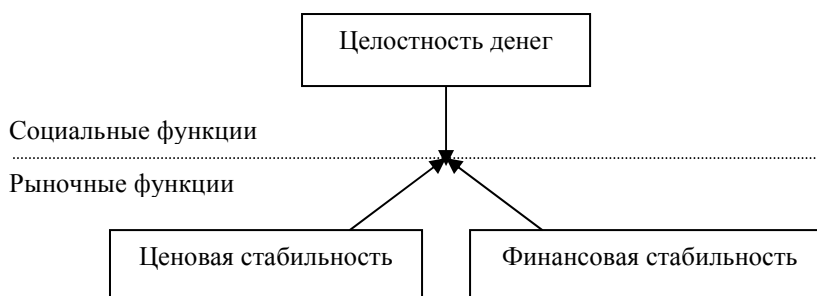 Целостность денег
Социальные функции
Рыночные функции
Ценовая стабильность
Финансовая стабильность